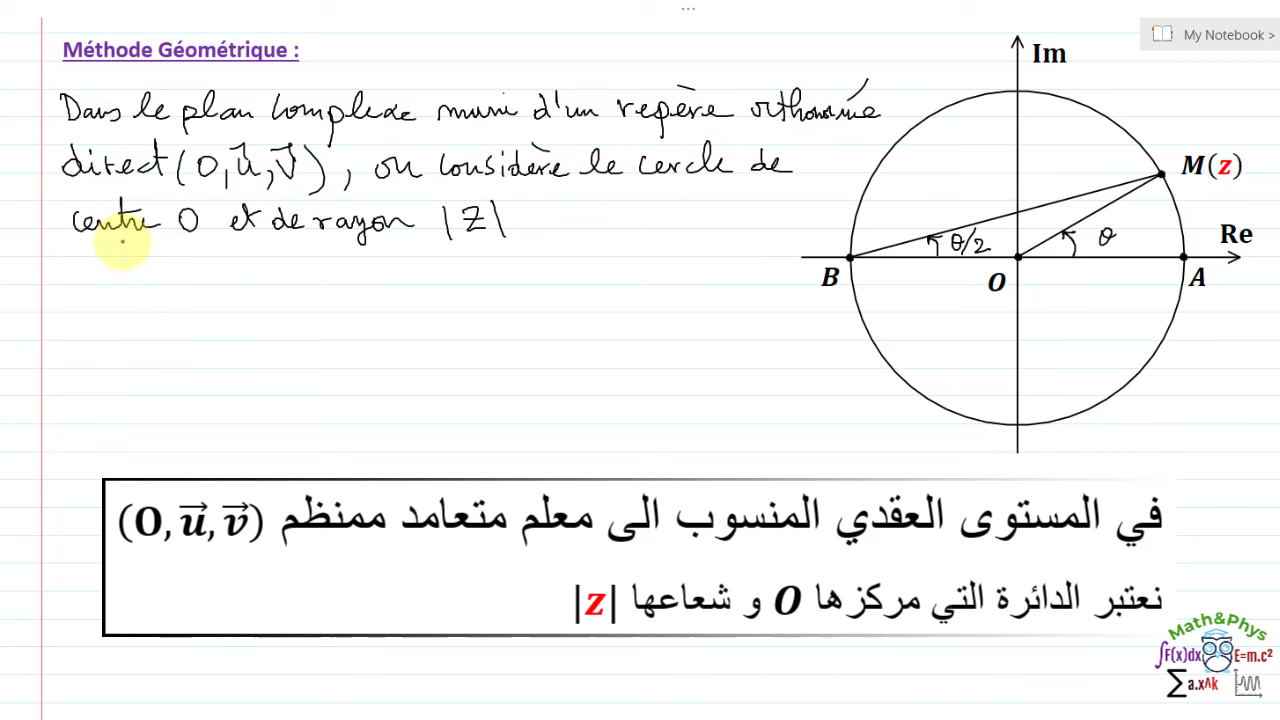 ...
My Notebook >
Méthode Géométrique :
Dans le plan complexe muni d'un repère orthonormé
direct (O, u⃗, v⃗), on considère le cercle de
centre O et de rayon |Z|
Im
M(z)
Re
θ/2
θ
B
O
A
في المستوى العقدي المنسوب الى معلم متعامد ممنظم (O, u⃗, v⃗)
نعتبر الدائرة التي مركزها O و شعاعها |z|
Math&Phys
∫F(x)dx E=m.c²
∑ a.x^k